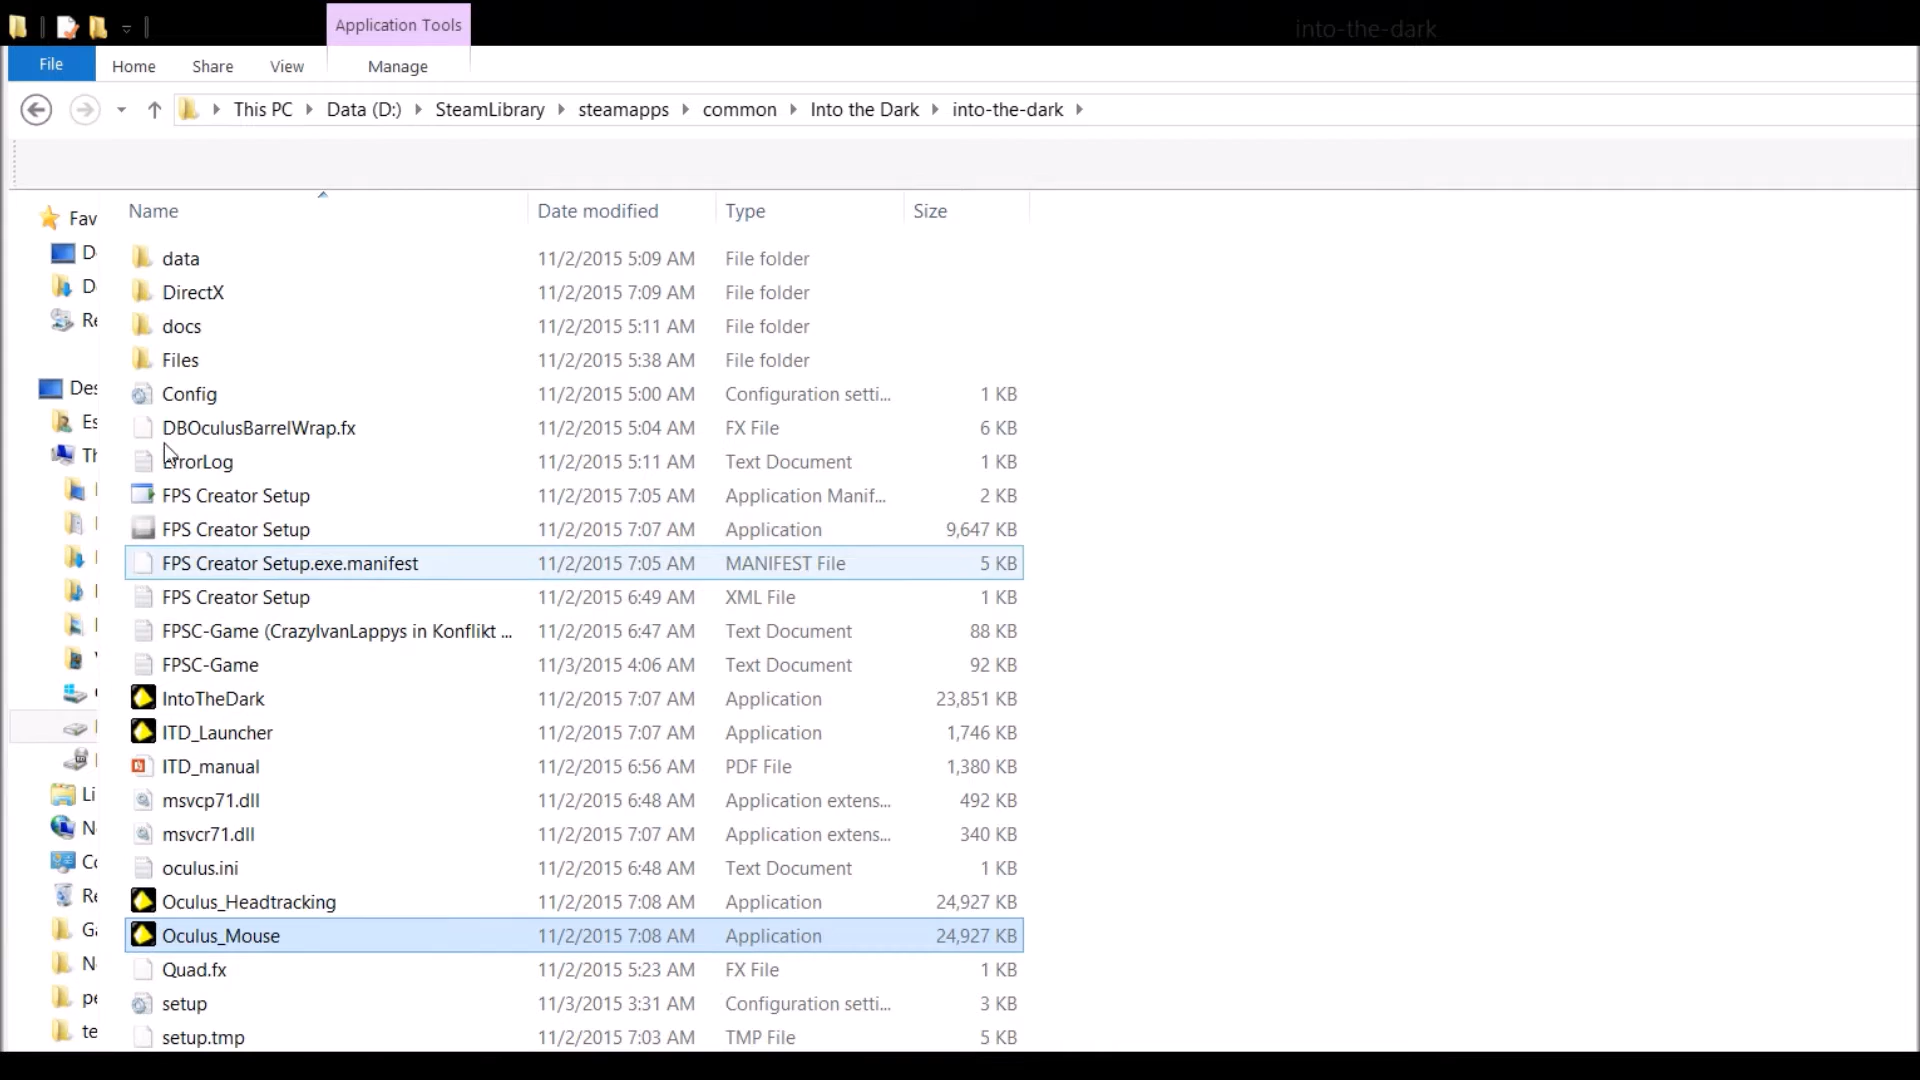 Application Tools
into-the-dark
File Home Share View Manage
This PC Data (D:) SteamLibrary steamapps common Into the Dark into-the-dark
Name Date modified Type Size
Fav
data 11/2/2015 5:09 AM File folder
D
DirectX 11/2/2015 7:09 AM File folder
D
docs 11/2/2015 5:11 AM File folder
Re
Files 11/2/2015 5:38 AM File folder
Des
Config 11/2/2015 5:00 AM Configuration setti... 1 KB
Es
DBOculusBarrelWrap.fx 11/2/2015 5:04 AM FX File 6 KB
Th
ErrorLog 11/2/2015 5:11 AM Text Document 1 KB
FPS Creator Setup 11/2/2015 7:05 AM Application Manif... 2 KB
FPS Creator Setup 11/2/2015 7:07 AM Application 9,647 KB
FPS Creator Setup.exe.manifest 11/2/2015 7:05 AM MANIFEST File 5 KB
FPS Creator Setup 11/2/2015 6:49 AM XML File 1 KB
FPSC-Game (CrazyIvanLappys in Konflikt ... 11/2/2015 6:47 AM Text Document 88 KB
FPSC-Game 11/3/2015 4:06 AM Text Document 92 KB
IntoTheDark 11/2/2015 7:07 AM Application 23,851 KB
ITD_Launcher 11/2/2015 7:07 AM Application 1,746 KB
ITD_manual 11/2/2015 6:56 AM PDF File 1,380 KB
Li
msvcp71.dll 11/2/2015 6:48 AM Application extens... 492 KB
N
msvcr71.dll 11/2/2015 7:07 AM Application extens... 340 KB
Co
oculus.ini 11/2/2015 6:48 AM Text Document 1 KB
Re
Oculus_Headtracking 11/2/2015 7:08 AM Application 24,927 KB
Ga
Oculus_Mouse 11/2/2015 7:08 AM Application 24,927 KB
N
Quad.fx 11/2/2015 5:23 AM FX File 1 KB
pe
setup 11/3/2015 3:31 AM Configuration setti... 3 KB
te
setup.tmp 11/2/2015 7:03 AM TMP File 5 KB